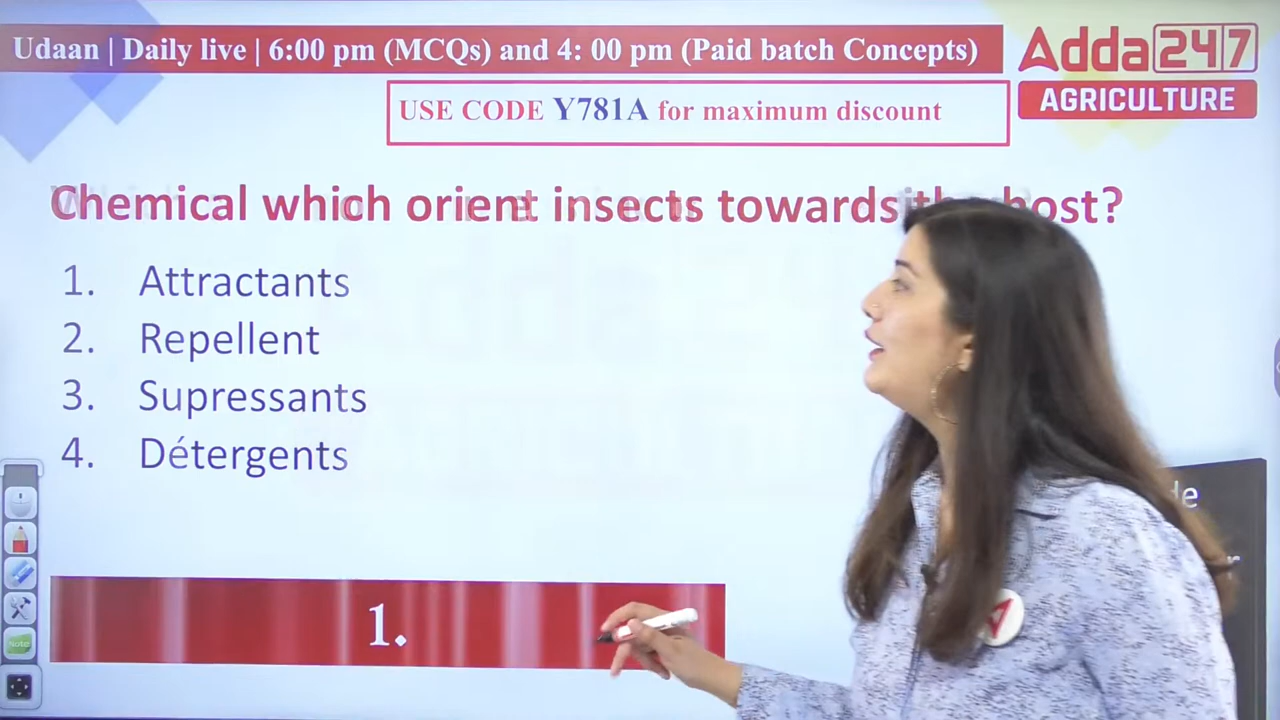 Udaan | Daily live | 6:00 pm (MCQs) and 4: 00 pm (Paid batch Concepts)
Adda247
AGRICULTURE
USE CODE Y781A for maximum discount
Chemical which orient insects towards
1. Attractants
2. Repellent
3. Supressants
4. Détergents
1.
Note